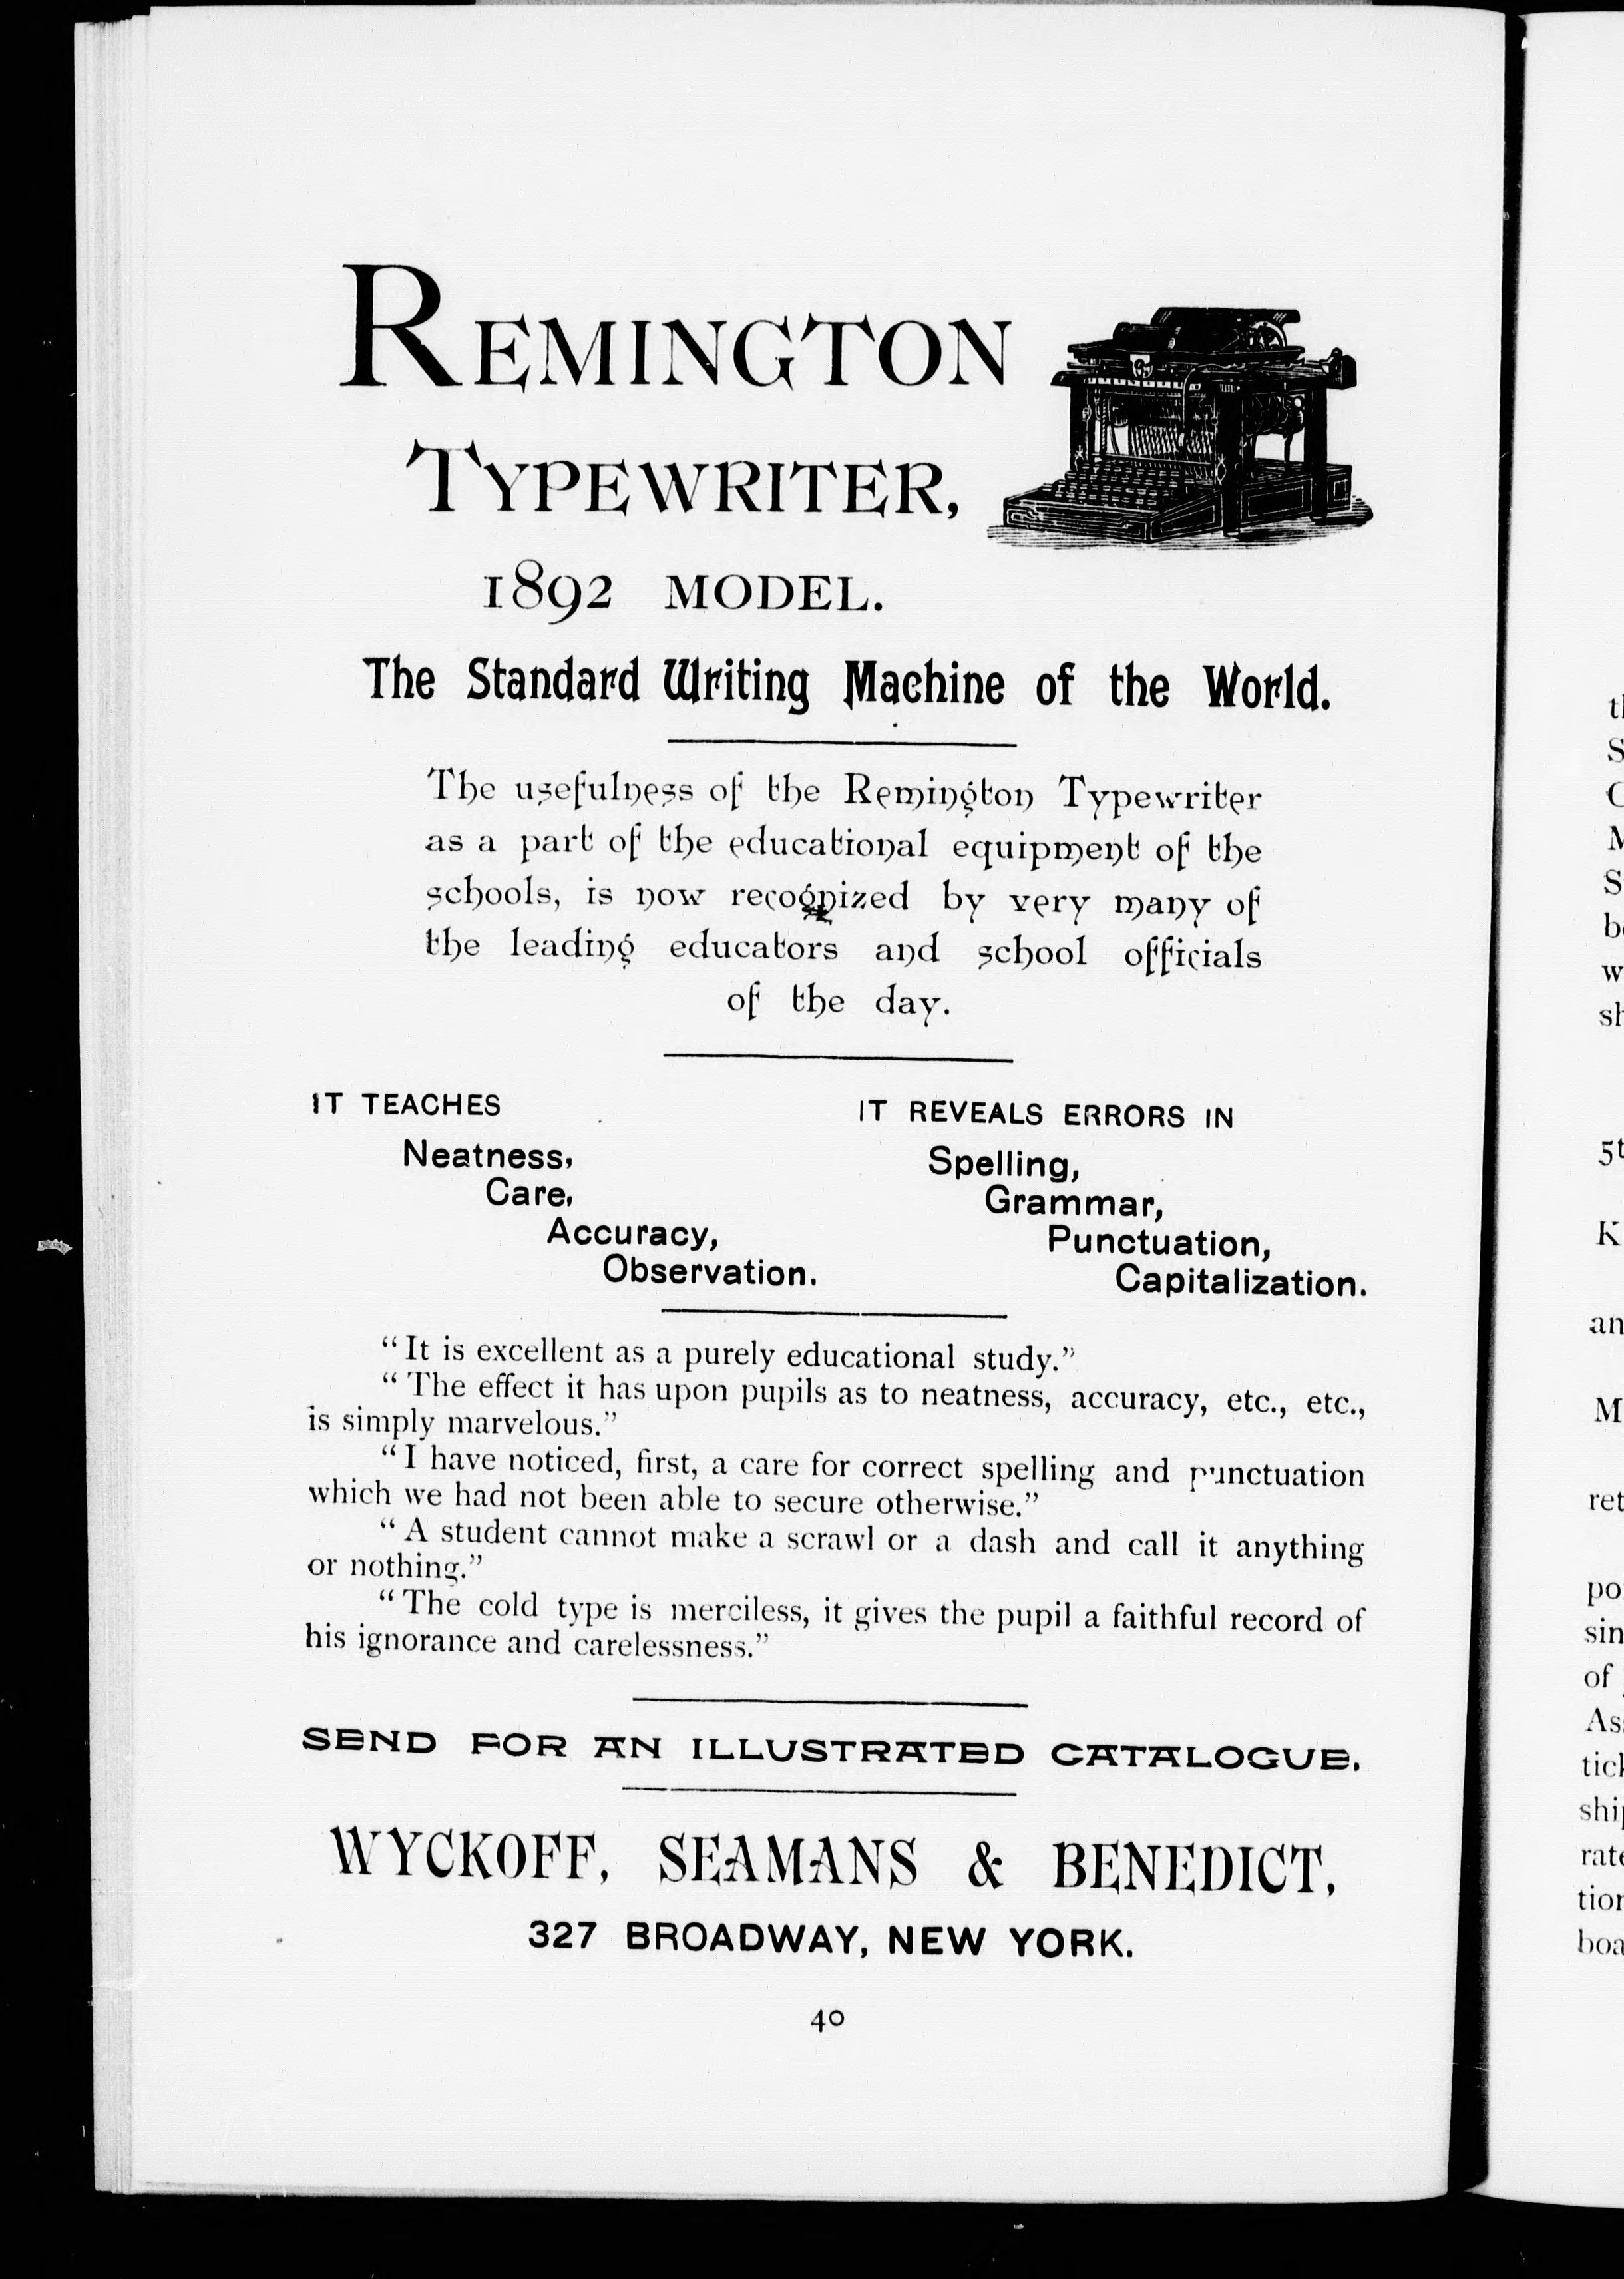 REMINGTON
TYPEWRITER,
1892 MODEL.
The Standard Writing Machine of the World.
The usefulness of the Remington Typewriter
as a part of the educational equipment of the
schools, is now recognized by very many of
the leading educators and school officials
of the day.
IT TEACHES
Neatness,
Care,
Accuracy,
Observation.
IT REVEALS ERRORS IN
Spelling,
Grammar,
Punctuation,
Capitalization.
“It is excellent as a purely educational study.”
“The effect it has upon pupils as to neatness, accuracy, etc., etc.,
is simply marvelous.”
“I have noticed, first, a care for correct spelling and punctuation
which we had not been able to secure otherwise.”
“A student cannot make a scrawl or a dash and call it anything
or nothing.”
“The cold type is merciless, it gives the pupil a faithful record of
his ignorance and carelessness.”
SEND FOR AN ILLUSTRATED CATALOGUE.
WYCKOFF, SEAMANS & BENEDICT,
327 BROADWAY, NEW YORK.
40